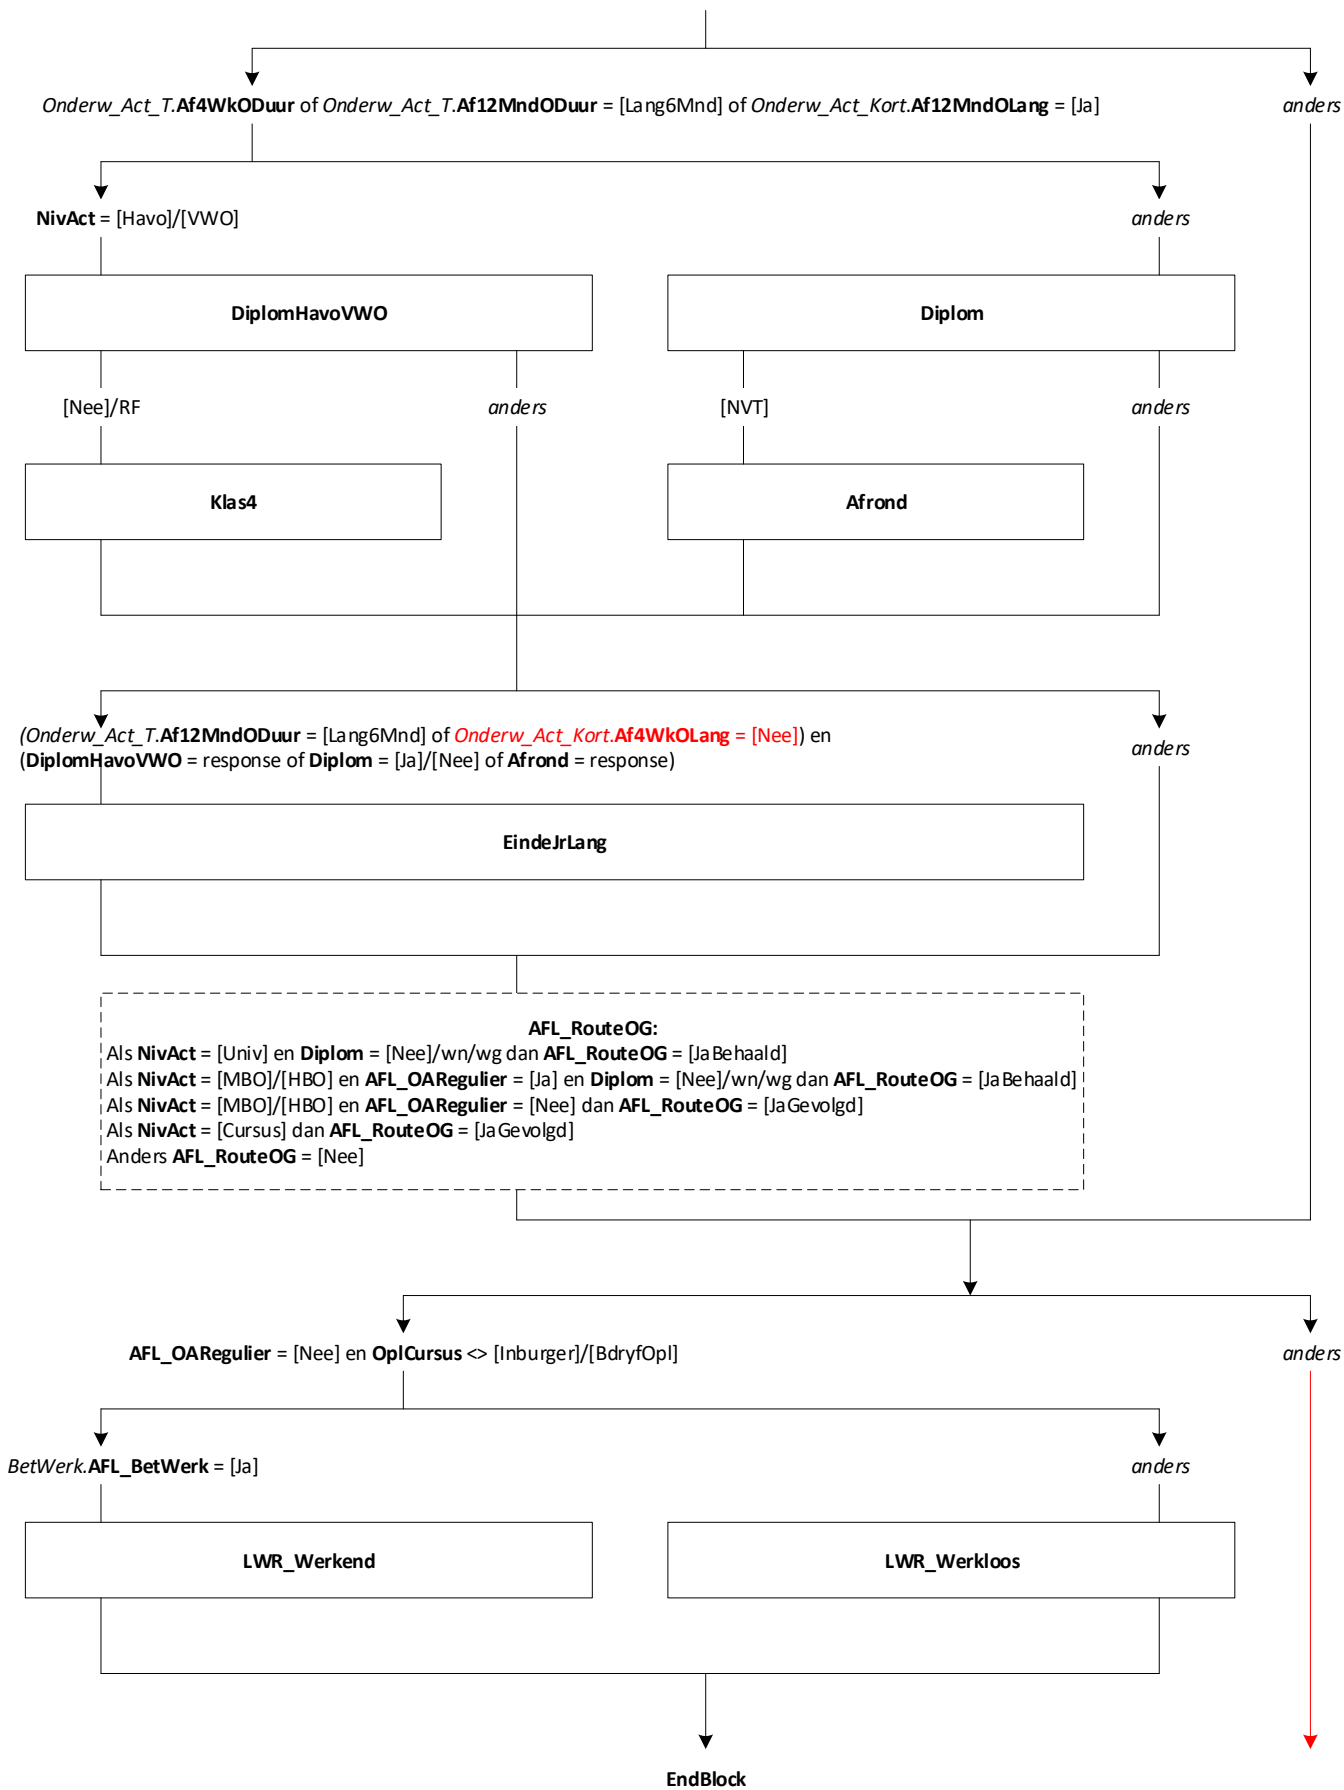 Onderw_Act_T.Af4WkODuur of Onderw_Act_T.Af12MndODuur = [Lang6Mnd] of Onderw_Act_Kort.Af12MndOLang = [Ja]
anders
NivAct = [Havo]/[VWO]
anders
DiplomHavoVWO
Diplom
[Nee]/RF
anders
[NVT]
anders
Klas4
Afrond
(Onderw_Act_T.Af12MndODuur = [Lang6Mnd] of Onderw_Act_Kort.Af4WkOLang = [Nee]) en
(DiplomHavoVWO = response of Diplom = [Ja]/[Nee] of Afrond = response)
anders
EindeJrLang
AFL_RouteOG:
Als NivAct = [Univ] en Diplom = [Nee]/wn/wg dan AFL_RouteOG = [JaBehaald]
Als NivAct = [MBO]/[HBO] en AFL_OARegulier = [Ja] en Diplom = [Nee]/wn/wg dan AFL_RouteOG = [JaBehaald]
Als NivAct = [MBO]/[HBO] en AFL_OARegulier = [Nee] dan AFL_RouteOG = [JaGevolgd]
Als NivAct = [Cursus] dan AFL_RouteOG = [JaGevolgd]
Anders AFL_RouteOG = [Nee]
AFL_OARegulier = [Nee] en OplCursus <> [Inburger]/[BdryfOpl]
anders
BetWerk.AFL_BetWerk = [Ja]
anders
LWR_Werkend
LWR_Werkloos
EndBlock